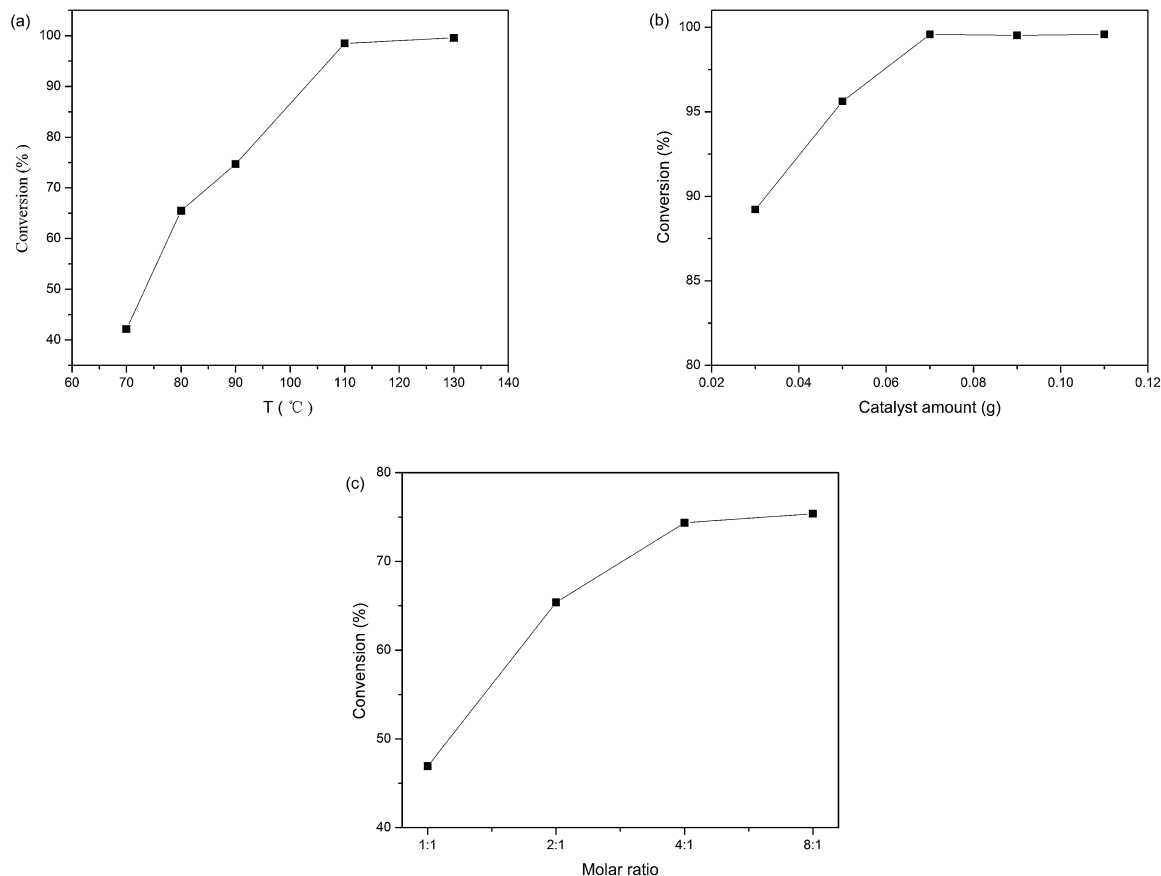 (a)
100
90
80
70
60
50
40
Conversion (%)
60 70 80 90 100 110 120 130 140
T ( ℃ )
(b)
100
95
90
85
80
Conversion (%)
0.02 0.04 0.06 0.08 0.10 0.12
Catalyst amount (g)
(c)
80
70
60
50
40
Convension (%)
1:1 2:1 4:1 8:1
Molar ratio